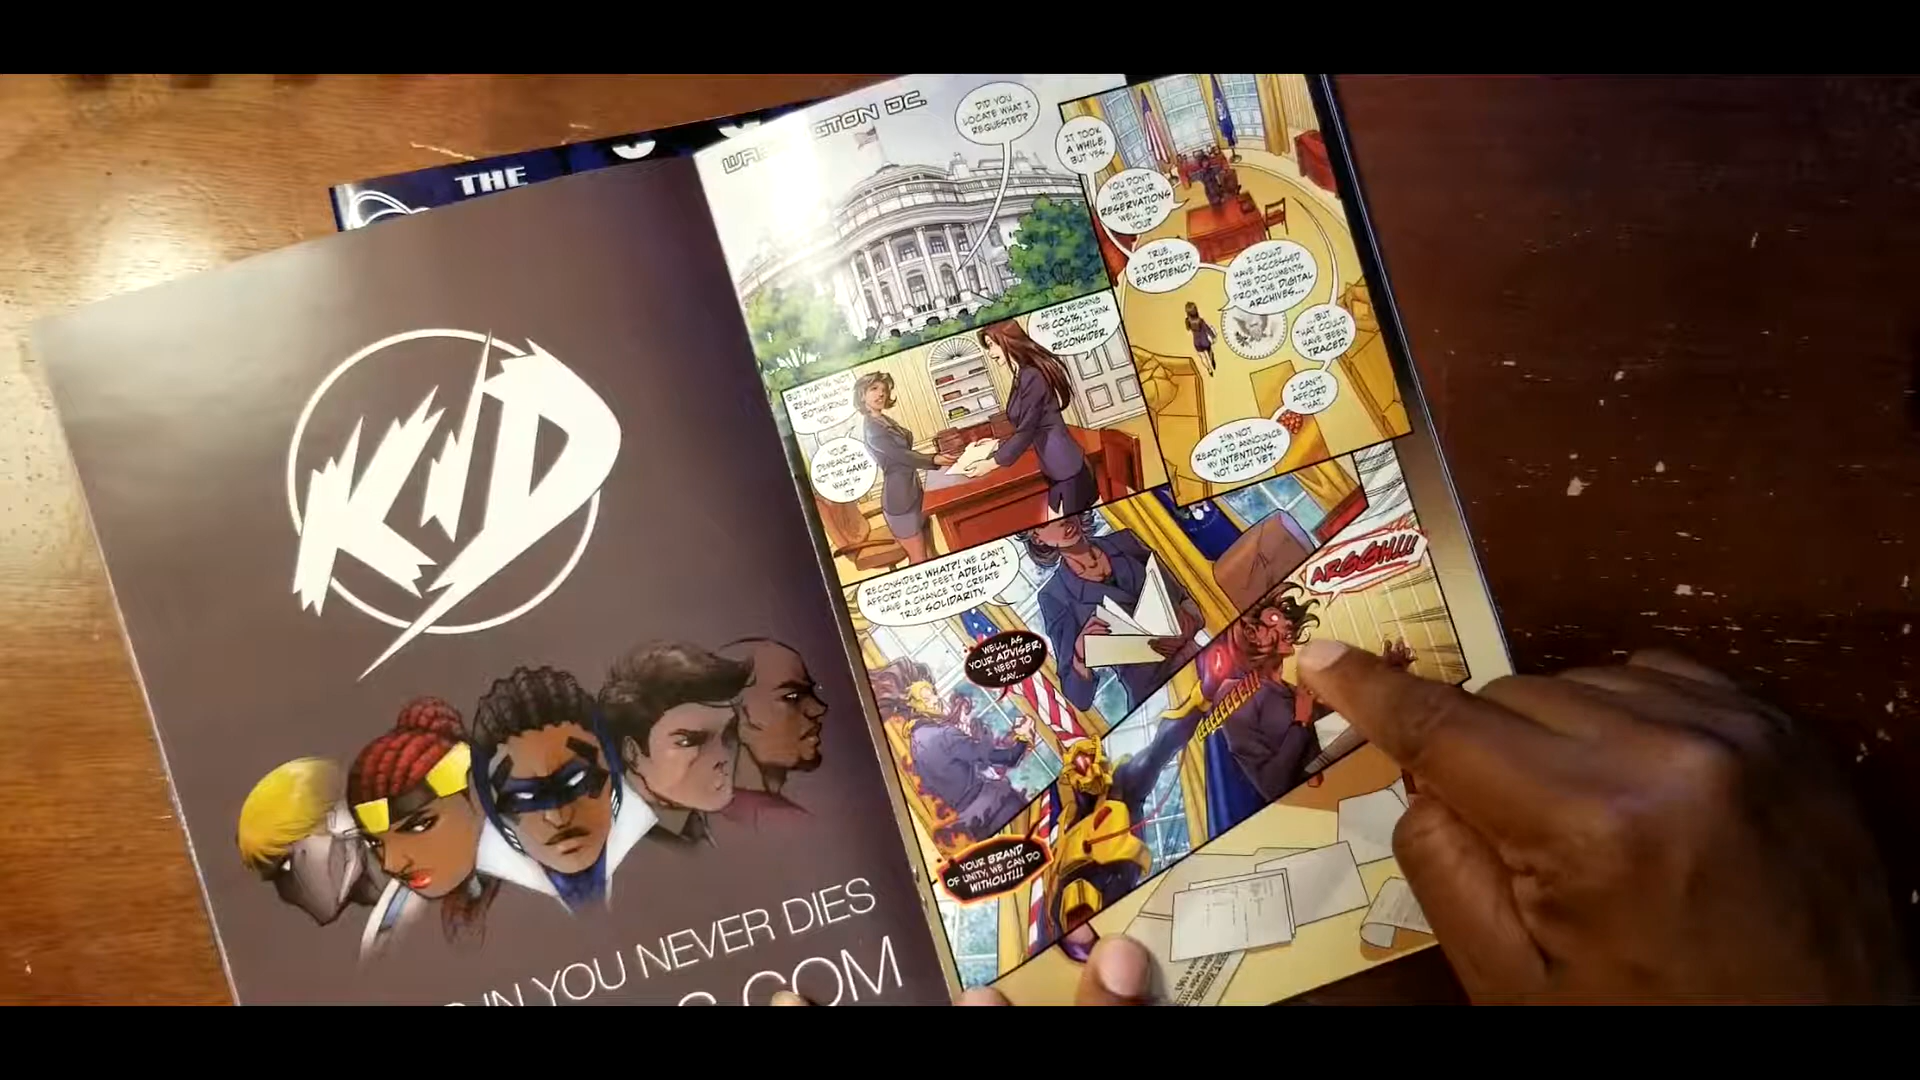 THE
KID
IN YOU NEVER DIES
.COM
TON DC.
DID YOU
LOCATE WHAT I
REQUESTED?
IT TOOK
A WHILE,
BUT YES.
YOU DON'T
HIDE YOUR
RESERVATIONS
WELL, DO
YOU?
TRUE.
I DO PREFER
EXPEDIENCY.
I COULD
HAVE ACCESSED
THE DOCUMENTS
FROM THE DIGITAL
ARCHIVES...
...BUT
THAT COULD
HAVE BEEN
TRACED.
I CAN'T
AFFORD
THAT.
I'M NOT
READY TO ANNOUNCE
MY INTENTIONS.
NOT JUST YET.
AFTER WEIGHING
THE COSTS, I THINK
YOU SHOULD
RECONSIDER.
BUT THAT'S NOT
REALLY WHAT'S
BOTHERING
YOU.
YOUR
DEMEANOR'S
NOT THE SAME.
WHAT IS
IT?
RECONSIDER WHAT?! WE CAN'T
AFFORD COLD FEET ADELLA. I
HAVE A CHANCE TO CREATE
TRUE SOLIDARITY.
WELL, AS
YOUR ADVISER,
I NEED TO
SAY...
YOUR BRAND
OF UNITY, WE CAN DO
WITHOUT!!!
ARGGH!!!!